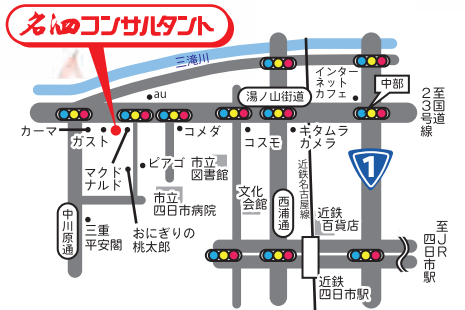 名泗コンサルタント
三滝川
au
湯ノ山街道
インター
ネット
カフェ
中部
至国道
23号線
カーマ
ガスト
コメダ
コスモ
キタムラ
カメラ
マクド
ナルド
ピアゴ
市立
図書館
近鉄名古屋線
1
市立
四日市病院
文化
会館
西浦通
近鉄
百貨店
中川原通
三重
平安閣
おにぎりの
桃太郎
至JR
四日市駅
近鉄
四日市駅